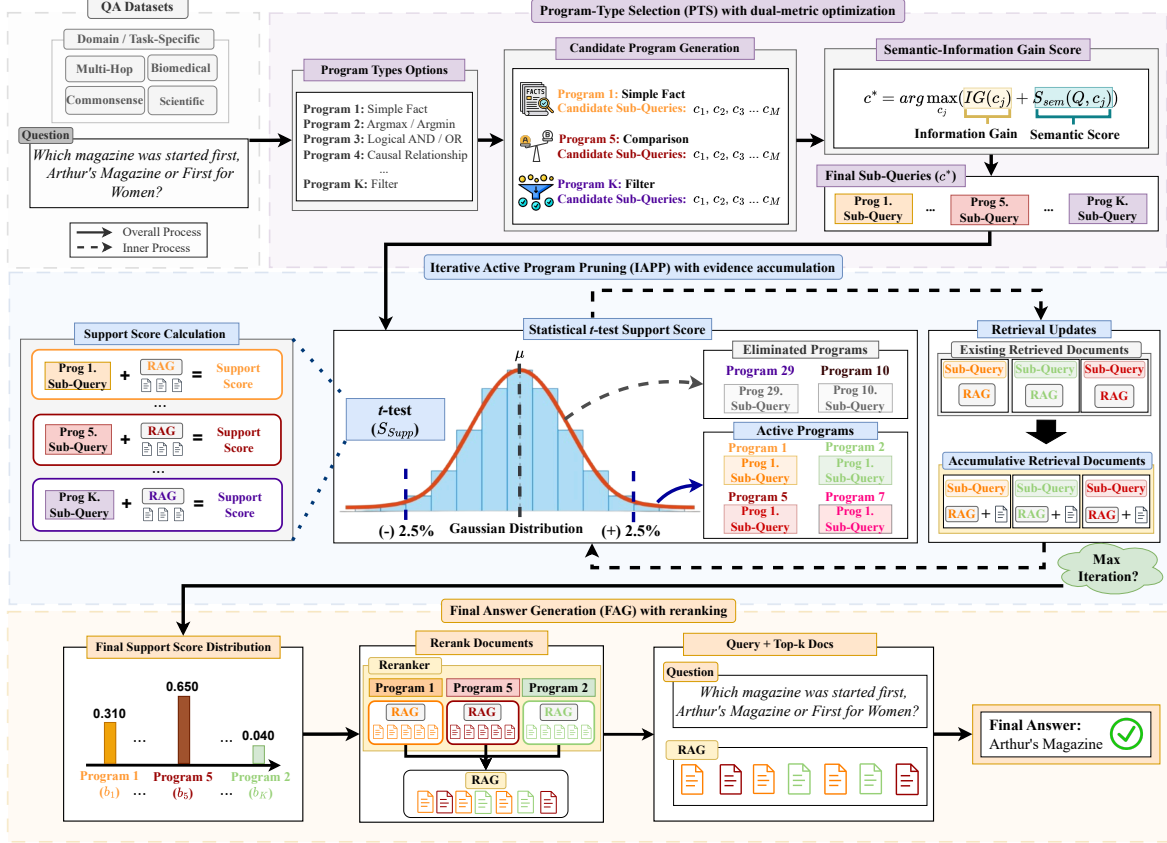 QA Datasets
Domain / Task-Specific
Multi-Hop
Biomedical
Commonsense
Scientific
Question
Which magazine was started first,
Arthur's Magazine or First for
Women?
Overall Process
Inner Process
Program-Type Selection (PTS) with dual-metric optimization
Program Types Options
Program 1: Simple Fact
Program 2: Argmax / Argmin
Program 3: Logical AND / OR
Program 4: Causal Relationship
...
Program K: Filter
Candidate Program Generation
FACTS
Program 1: Simple Fact
Candidate Sub-Queries: c₁, c₂, c₃ ... c_M
A
B
Program 5: Comparison
Candidate Sub-Queries: c₁, c₂, c₃ ... c_M
Program K: Filter
Candidate Sub-Queries: c₁, c₂, c₃ ... c_M
Semantic-Information Gain Score
c* = arg max_{c_j}(IG(c_j) + S_{sem}(Q, c_j))
Information Gain
Semantic Score
Final Sub-Queries (c*)
Prog 1.
Sub-Query
...
Prog 5.
Sub-Query
...
Prog K.
Sub-Query
Iterative Active Program Pruning (IAPP) with evidence accumulation
Support Score Calculation
Prog 1.
Sub-Query
+
RAG
=
Support
Score
...
Prog 5.
Sub-Query
+
RAG
=
Support
Score
...
Prog K.
Sub-Query
+
RAG
=
Support
Score
Statistical t-test Support Score
t-test
(S_{Supp})
μ
(-) 2.5%
Gaussian Distribution
(+) 2.5%
Eliminated Programs
Program 29
Program 10
Prog 29.
Sub-Query
Prog 10.
Sub-Query
Active Programs
Program 1
Program 2
Prog 1.
Sub-Query
Prog 1.
Sub-Query
Program 5
Program 7
Prog 1.
Sub-Query
Prog 1.
Sub-Query
Retrieval Updates
Existing Retrieved Documents
Sub-Query
Sub-Query
Sub-Query
RAG
RAG
RAG
Accumulative Retrieval Documents
Sub-Query
Sub-Query
Sub-Query
RAG +
RAG +
RAG +
Max
Iteration?
Final Answer Generation (FAG) with reranking
Final Support Score Distribution
0.310
...
0.650
...
0.040
Program 1
(b₁)
...
Program 5
(b₅)
...
Program 2
(b_K)
Rerank Documents
Reranker
Program 1
Program 5
Program 2
RAG
RAG
RAG
RAG
Query + Top-k Docs
Question
Which magazine was started first,
Arthur's Magazine or First for Women?
RAG
Final Answer:
Arthur's Magazine